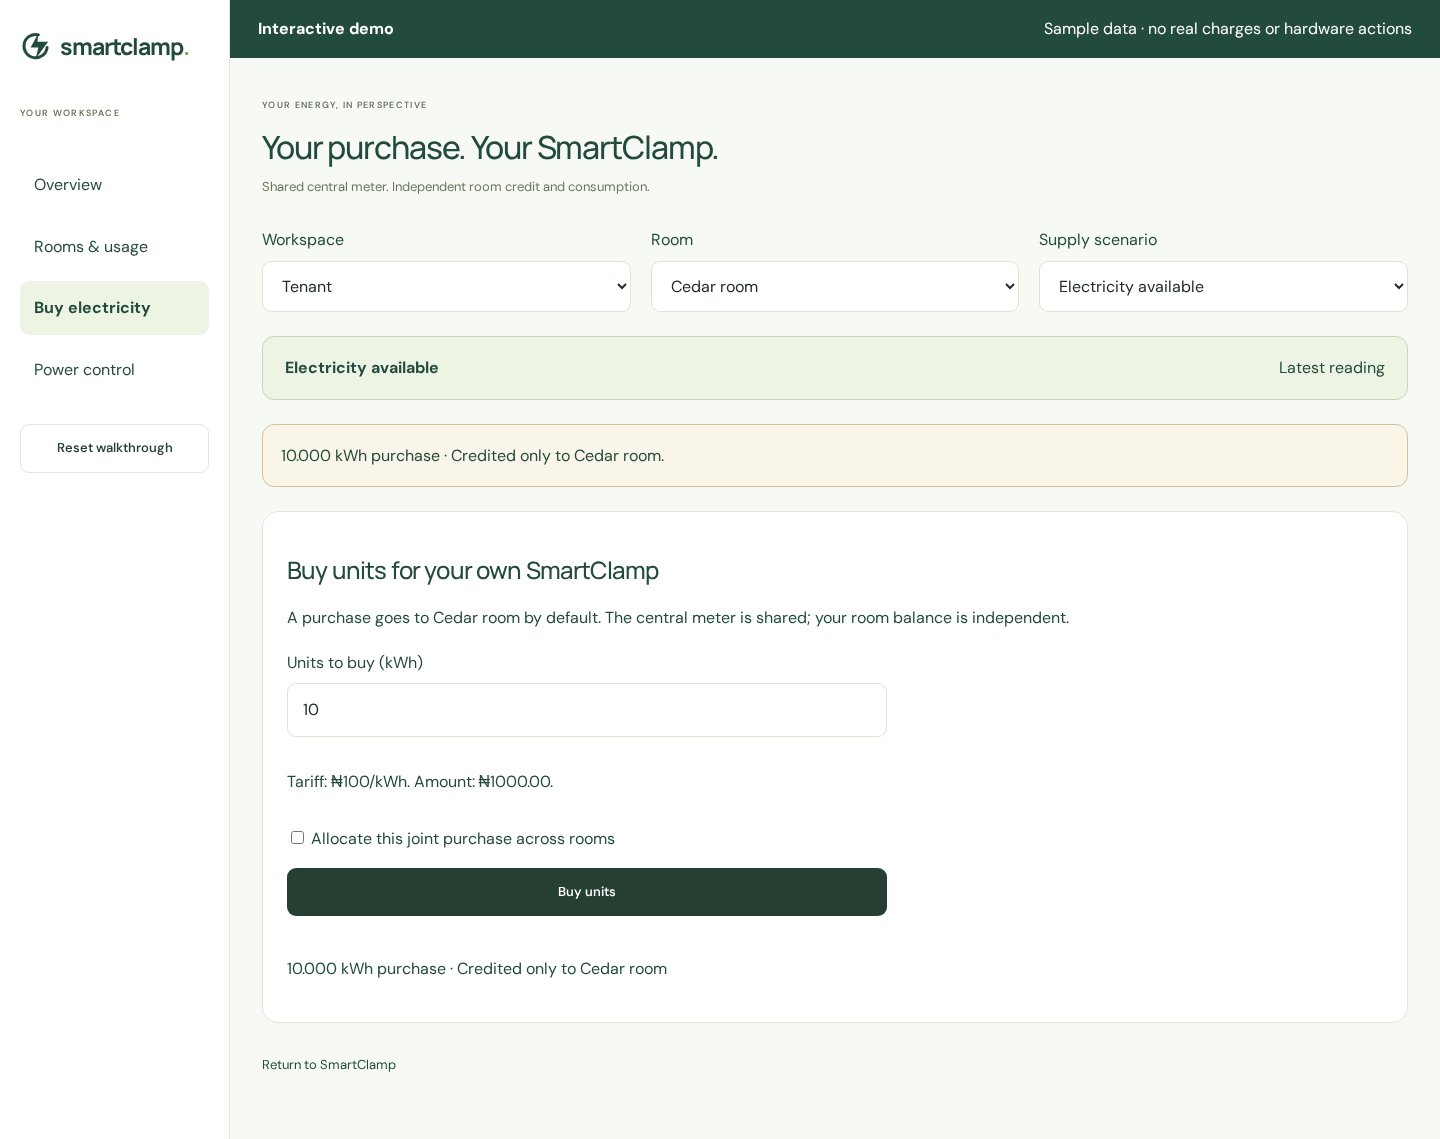 smartclamp.
YOUR WORKSPACE
Overview
Rooms & usage
Buy electricity
Power control
Reset walkthrough
Interactive demo
Sample data · no real charges or hardware actions
YOUR ENERGY, IN PERSPECTIVE
Your purchase. Your SmartClamp.
Shared central meter. Independent room credit and consumption.
Workspace
Room
Supply scenario
Tenant
Cedar room
Electricity available
Electricity available
Latest reading
10.000 kWh purchase · Credited only to Cedar room.
Buy units for your own SmartClamp
A purchase goes to Cedar room by default. The central meter is shared; your room balance is independent.
Units to buy (kWh)
10
Tariff: ₦100/kWh. Amount: ₦1000.00.
Allocate this joint purchase across rooms
Buy units
10.000 kWh purchase · Credited only to Cedar room
Return to SmartClamp